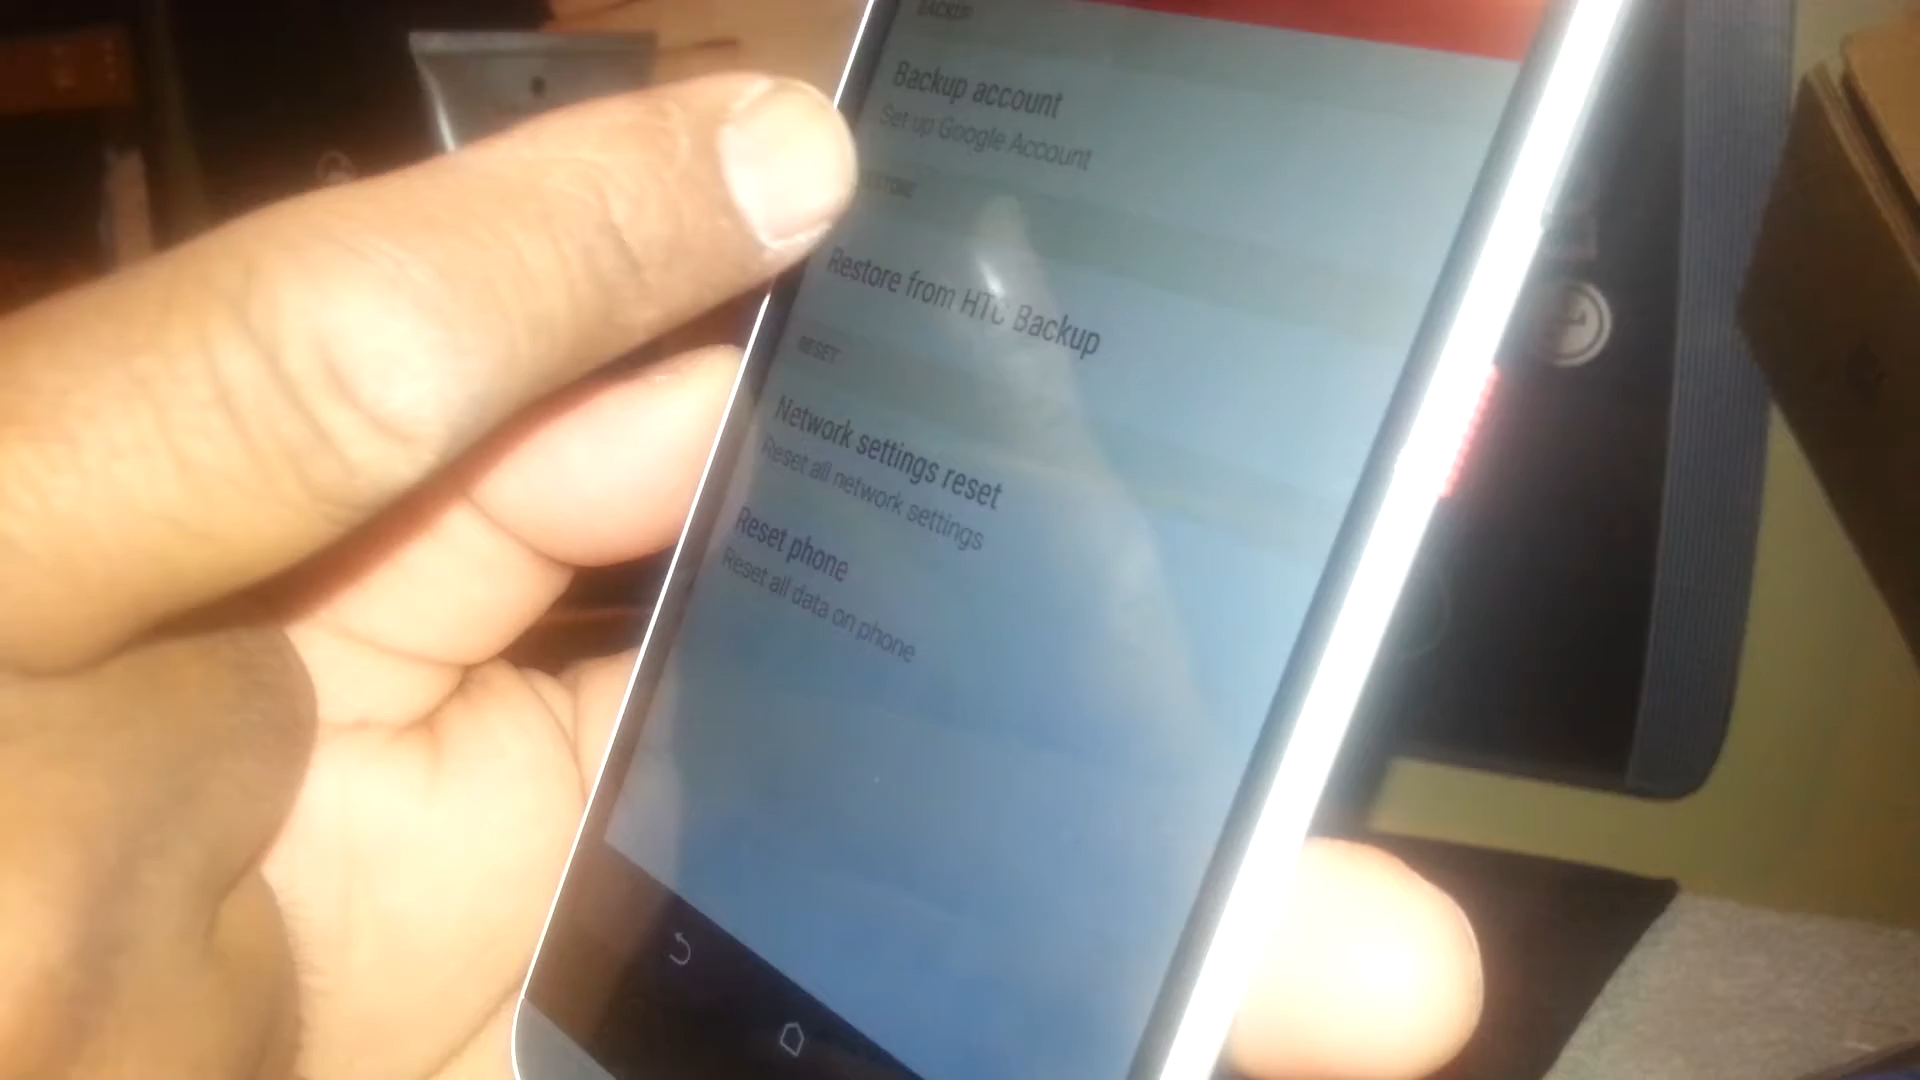 BACKUP
Backup account
Set up Google Account
Restore from HTC Backup
RESET
Network settings reset
Reset all network settings
Reset phone
Reset all data on phone